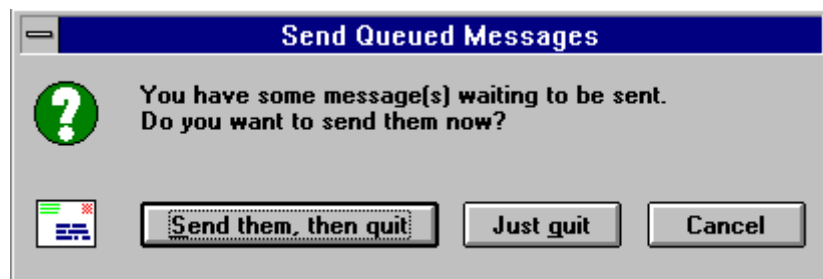 Send Queued Messages
You have some message(s) waiting to be sent.
Do you want to send them now?
Send them, then quit
Just quit
Cancel